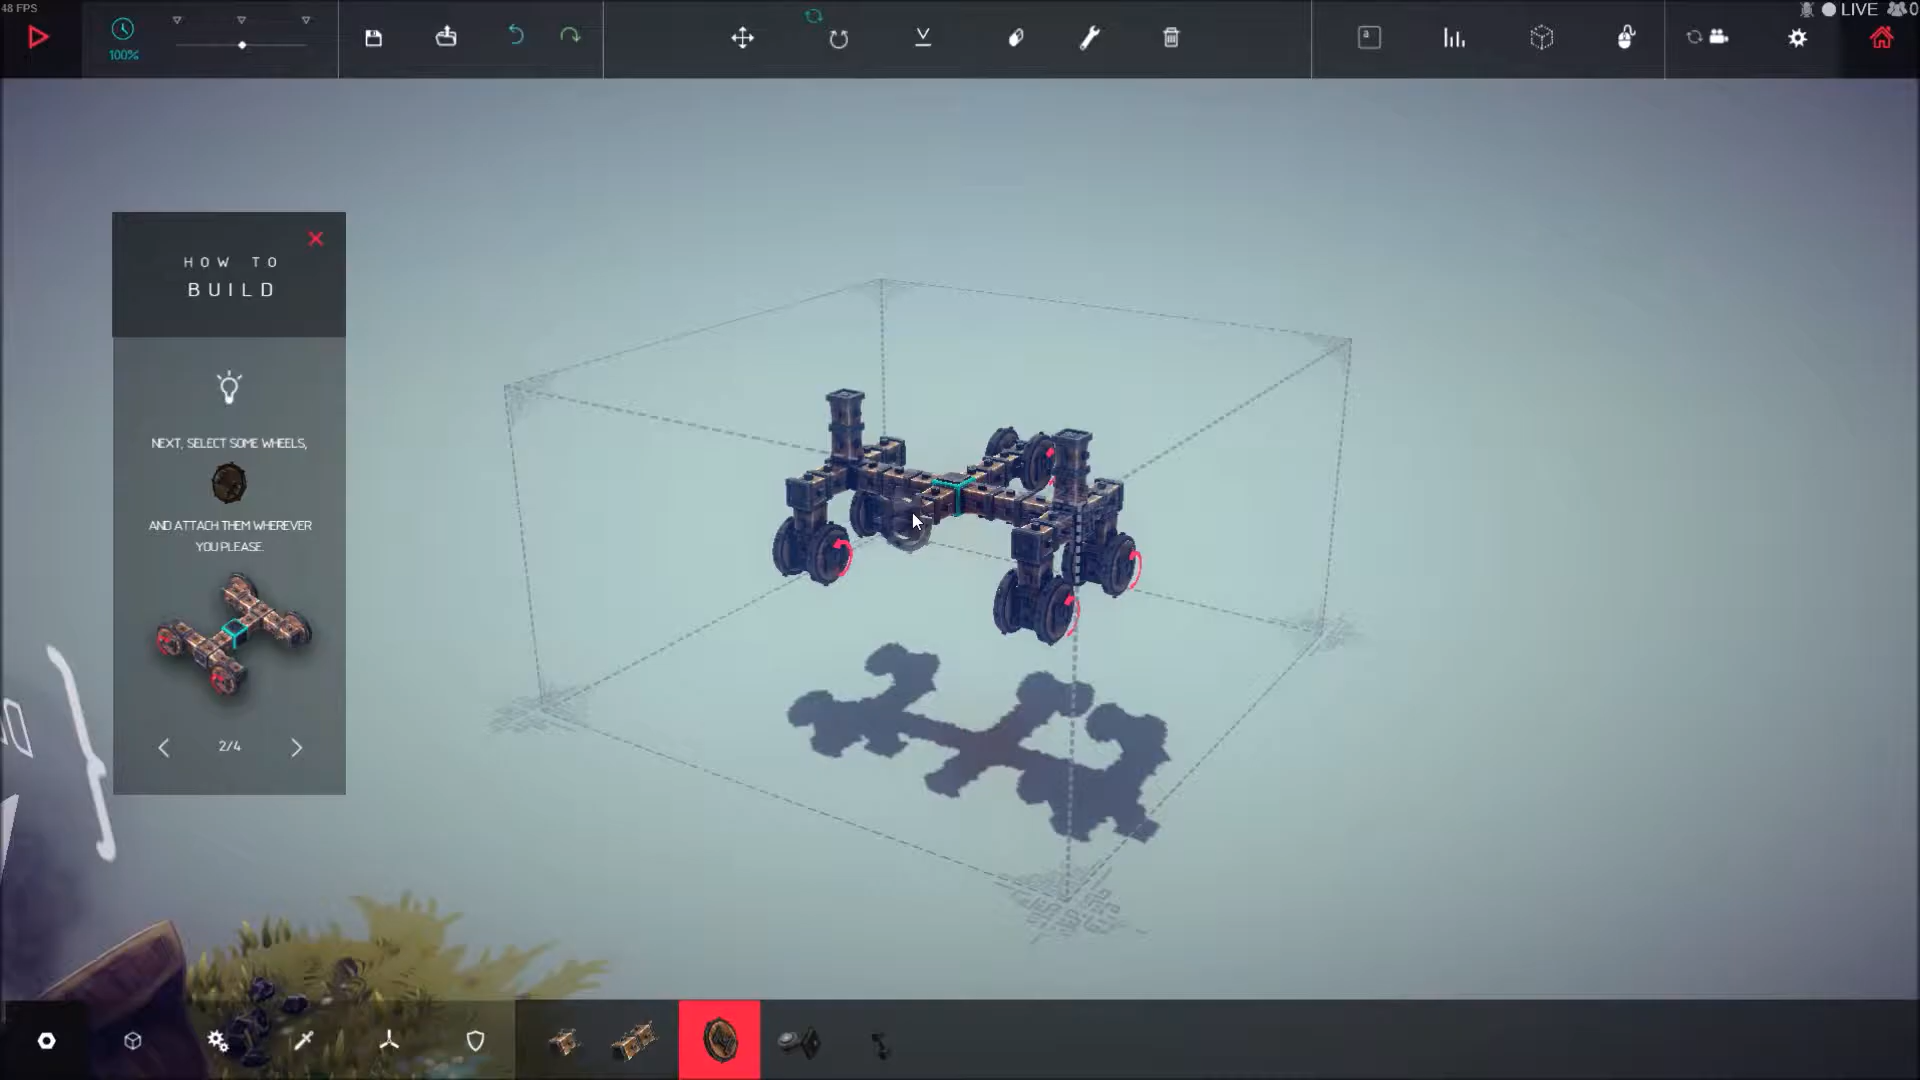 48 FPS
LIVE 0
100%
HOW TO
BUILD
NEXT, SELECT SOME WHEELS,
AND ATTACH THEM WHEREVER
YOU PLEASE.
2/4